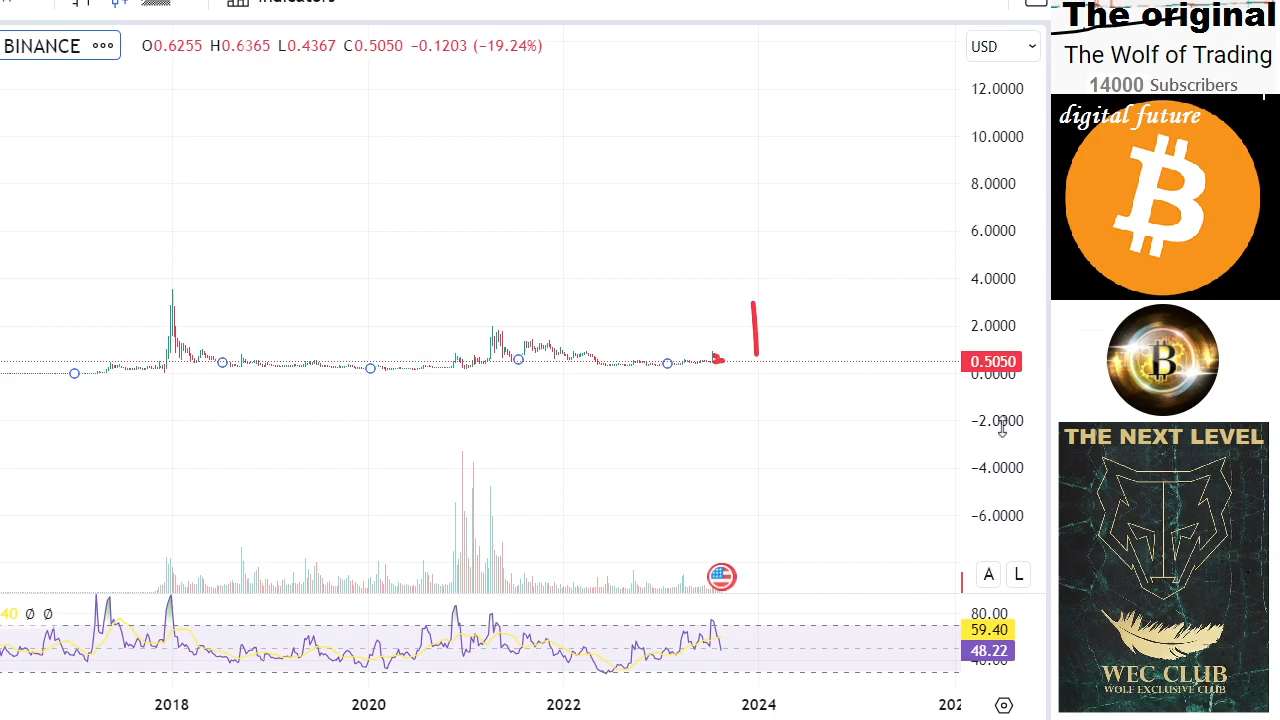 Indicators
BINANCE
O0.6255 H0.6365 L0.4367 C0.5050 −0.1203 (−19.24%)
USD
12.0000
10.0000
8.0000
6.0000
4.0000
2.0000
0.5050
0.0000
−2.0000
−4.0000
−6.0000
A L
40 Ø Ø
80.00
59.40
48.22
40.00
2018 2020 2022 2024
The original
The Wolf of Trading
14000 Subscribers
digital future
THE NEXT LEVEL
WEC CLUB
WOLF EXCLUSIVE CLUB